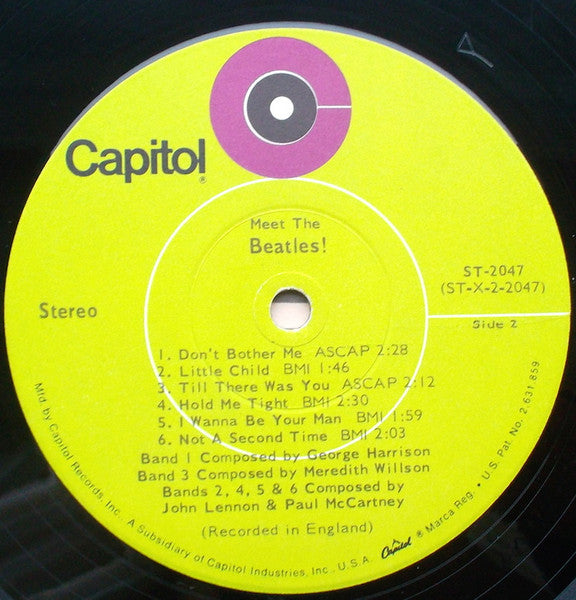 Capitol®
Meet The
Beatles!
Stereo
ST-2047
(ST-X-2-2047)
Side 2
1. Don't Bother Me ASCAP 2:28
2. Little Child BMI 1:46
3. Till There Was You ASCAP 2:12
4. Hold Me Tight BMI 2:30
5. I Wanna Be Your Man BMI 1:59
6. Not A Second Time BMI 2:03
Band 1 Composed by George Harrison
Band 3 Composed by Meredith Willson
Bands 2, 4, 5 & 6 Composed by
John Lennon & Paul McCartney
(Recorded in England)
Mfd. by Capitol Records, Inc., A Subsidiary of Capitol Industries, Inc., U.S.A. Capitol ® Marca Reg. • U.S. Pat. No. 2,631,859